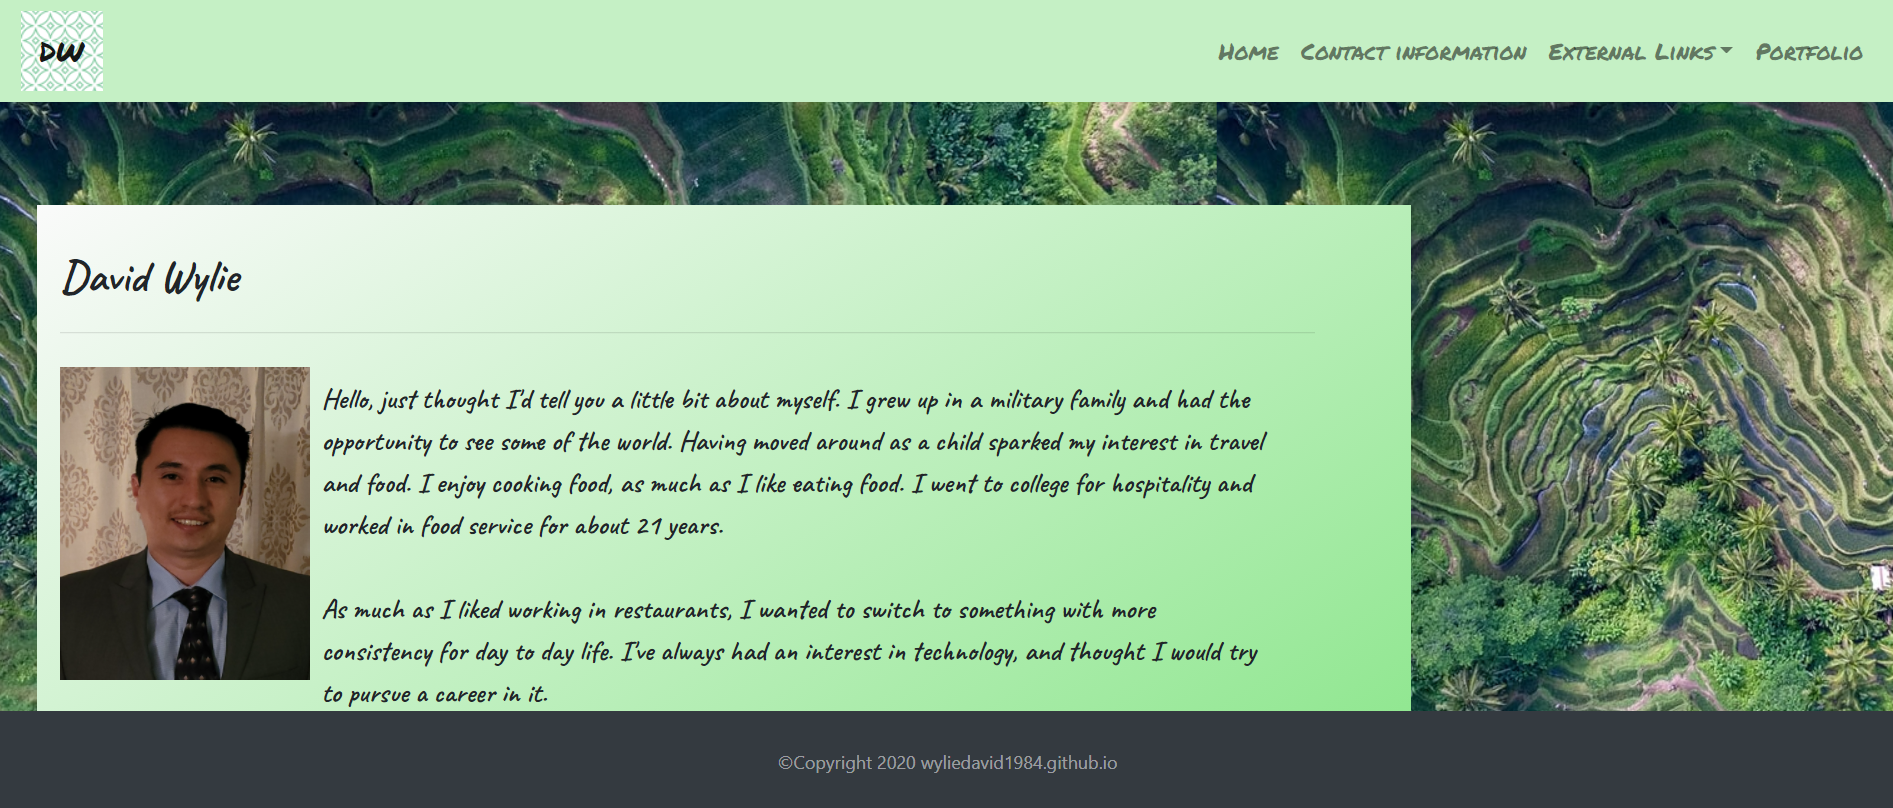 DW
Home Contact information External Links Portfolio
David Wylie
Hello, just thought I'd tell you a little bit about myself. I grew up in a military family and had the
opportunity to see some of the world. Having moved around as a child sparked my interest in travel
and food. I enjoy cooking food, as much as I like eating food. I went to college for hospitality and
worked in food service for about 21 years.
As much as I liked working in restaurants, I wanted to switch to something with more
consistency for day to day life. I've always had an interest in technology, and thought I would try
to pursue a career in it.
©Copyright 2020 wyliedavid1984.github.io